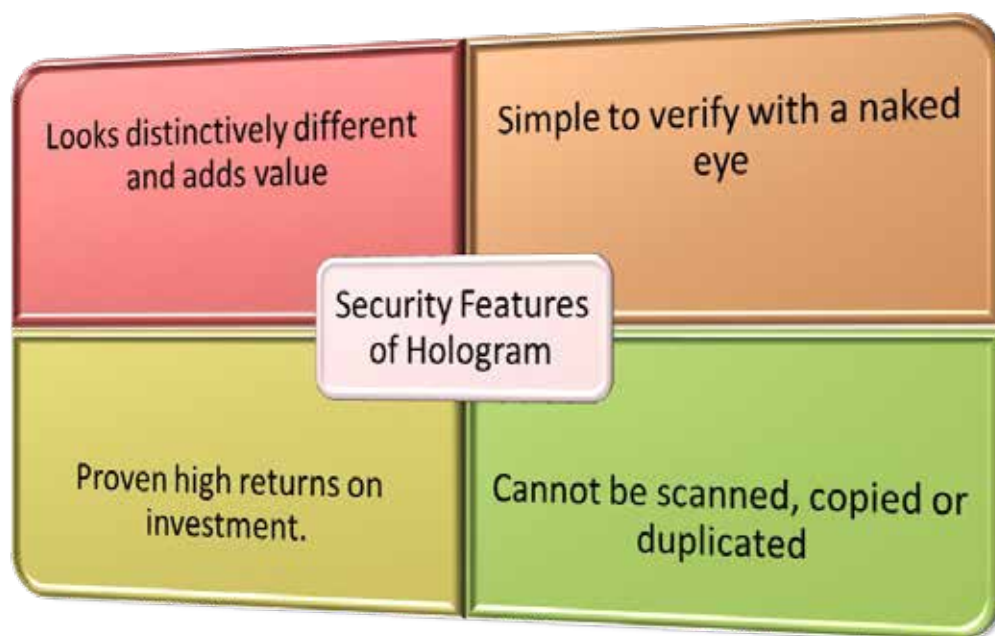 Looks distinctively different
and adds value
Simple to verify with a naked
eye
Security Features
of Hologram
Proven high returns on
investment.
Cannot be scanned, copied or
duplicated